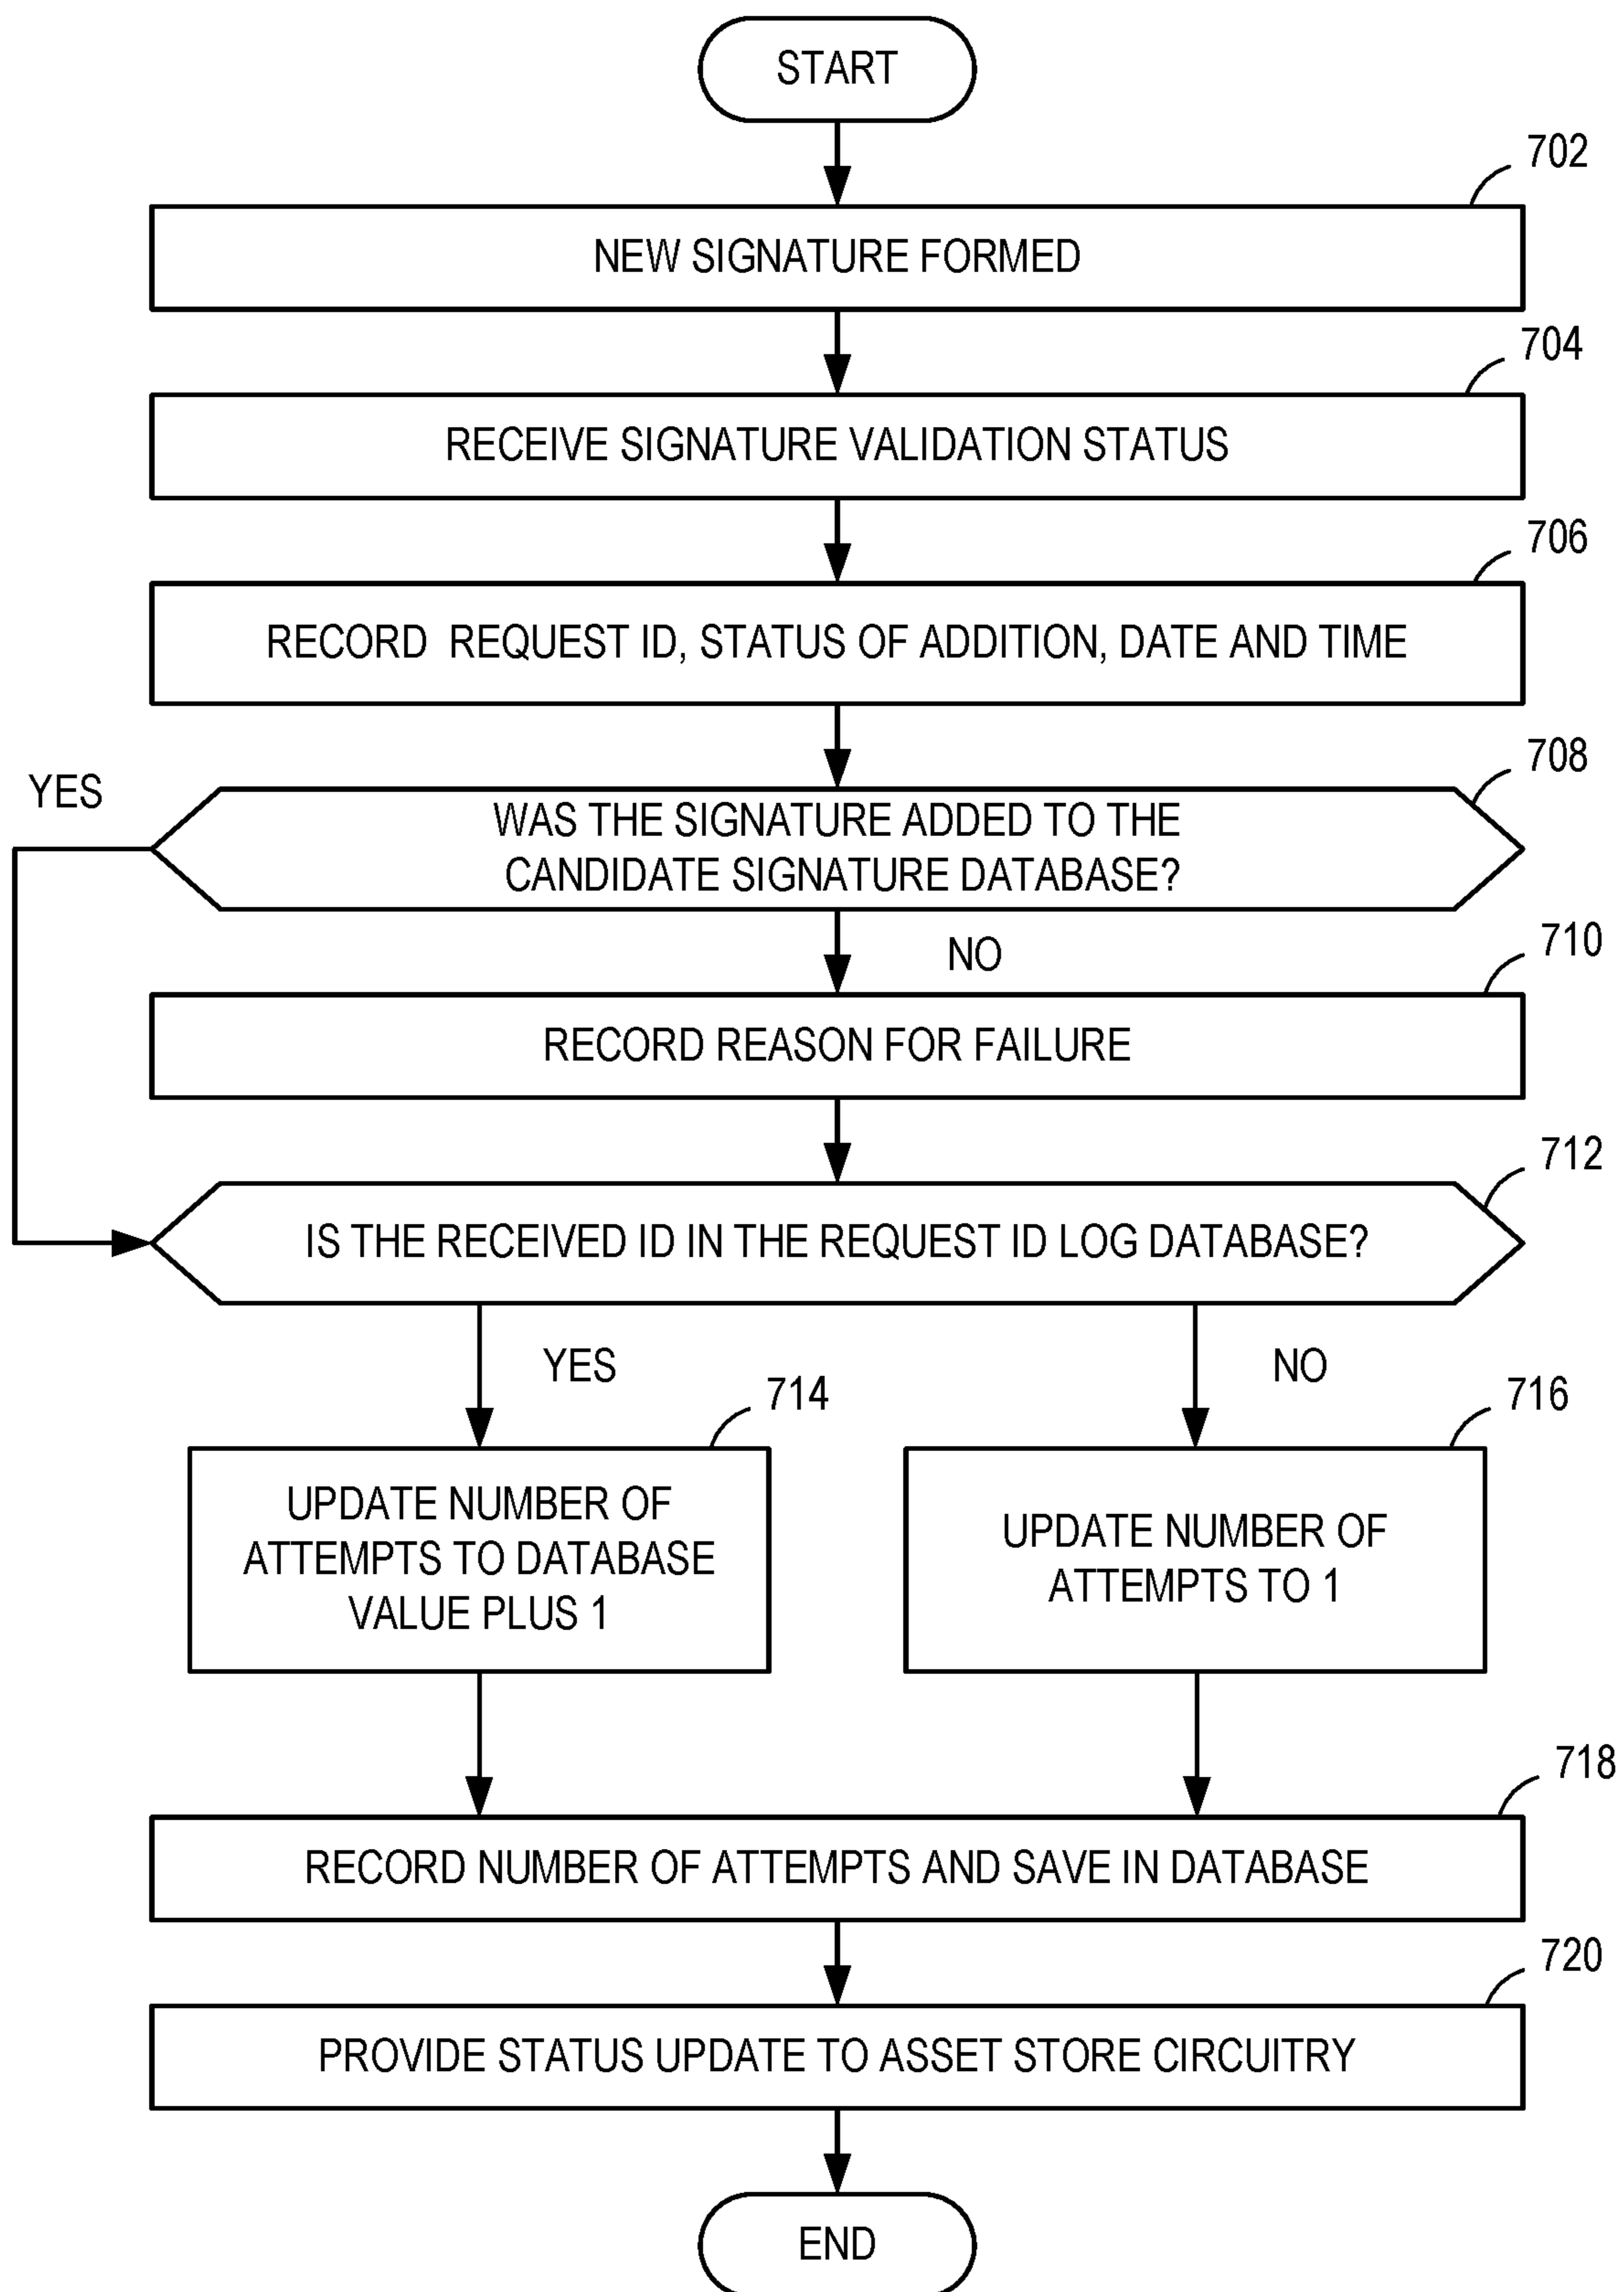 START
702
NEW SIGNATURE FORMED
704
RECEIVE SIGNATURE VALIDATION STATUS
706
RECORD REQUEST ID, STATUS OF ADDITION, DATE AND TIME
708
YES
WAS THE SIGNATURE ADDED TO THE
CANDIDATE SIGNATURE DATABASE?
NO
710
RECORD REASON FOR FAILURE
712
IS THE RECEIVED ID IN THE REQUEST ID LOG DATABASE?
YES
NO
714
716
UPDATE NUMBER OF
ATTEMPTS TO DATABASE
VALUE PLUS 1
UPDATE NUMBER OF
ATTEMPTS TO 1
718
RECORD NUMBER OF ATTEMPTS AND SAVE IN DATABASE
720
PROVIDE STATUS UPDATE TO ASSET STORE CIRCUITRY
END